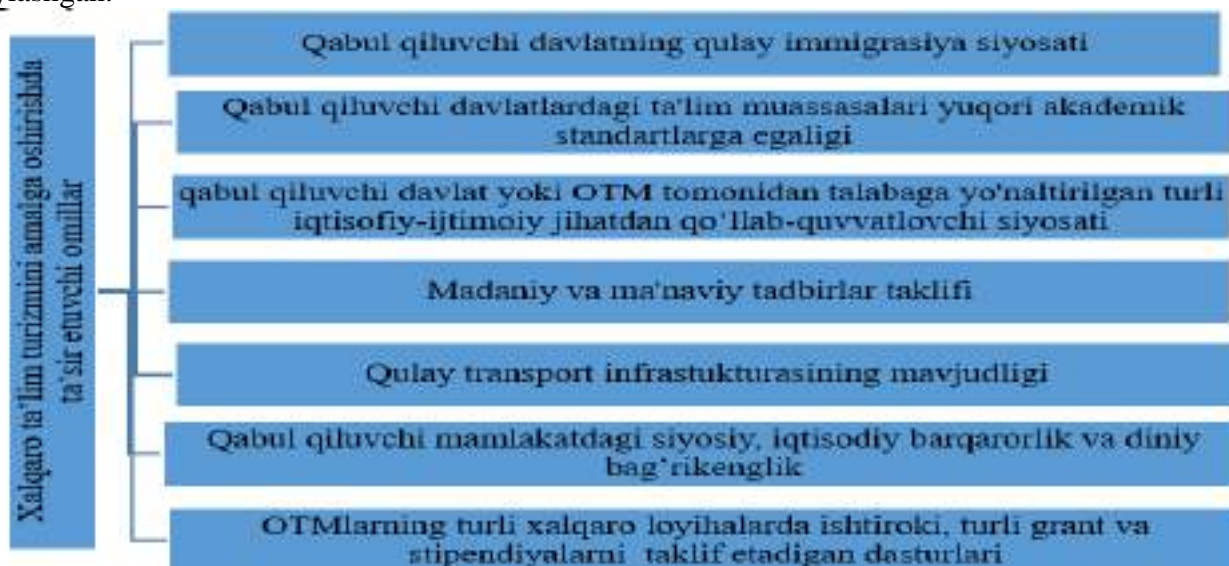 Xalqaro ta'lim turizmini amalga oshirishda
ta'sir etuvchi omillar
Qabul qiluvchi davlatning qulay immigrasiya siyosati
Qabul qiluvchi davlatlardagi ta'lim muassasalari yuqori akademik
standartlarga egaligi
qabul qiluvchi davlat yoki OTM tomonidan talabaga yo'naltirilgan turli
iqtisofiy-ijtimoiy jihatdan qo'llab-quvvatlovchi siyosati
Madaniy va ma'naviy tadbirlar taklifi
Qulay transport infrastukturasining mavjudligi
Qabul qiluvchi mamlakatdagi siyosiy, iqtisodiy barqarorlik va diniy
bag'rikenglik
OTMlarning turli xalqaro loyihalarda ishtiroki, turli grant va
stipendiyalarni taklif etadigan dasturlari